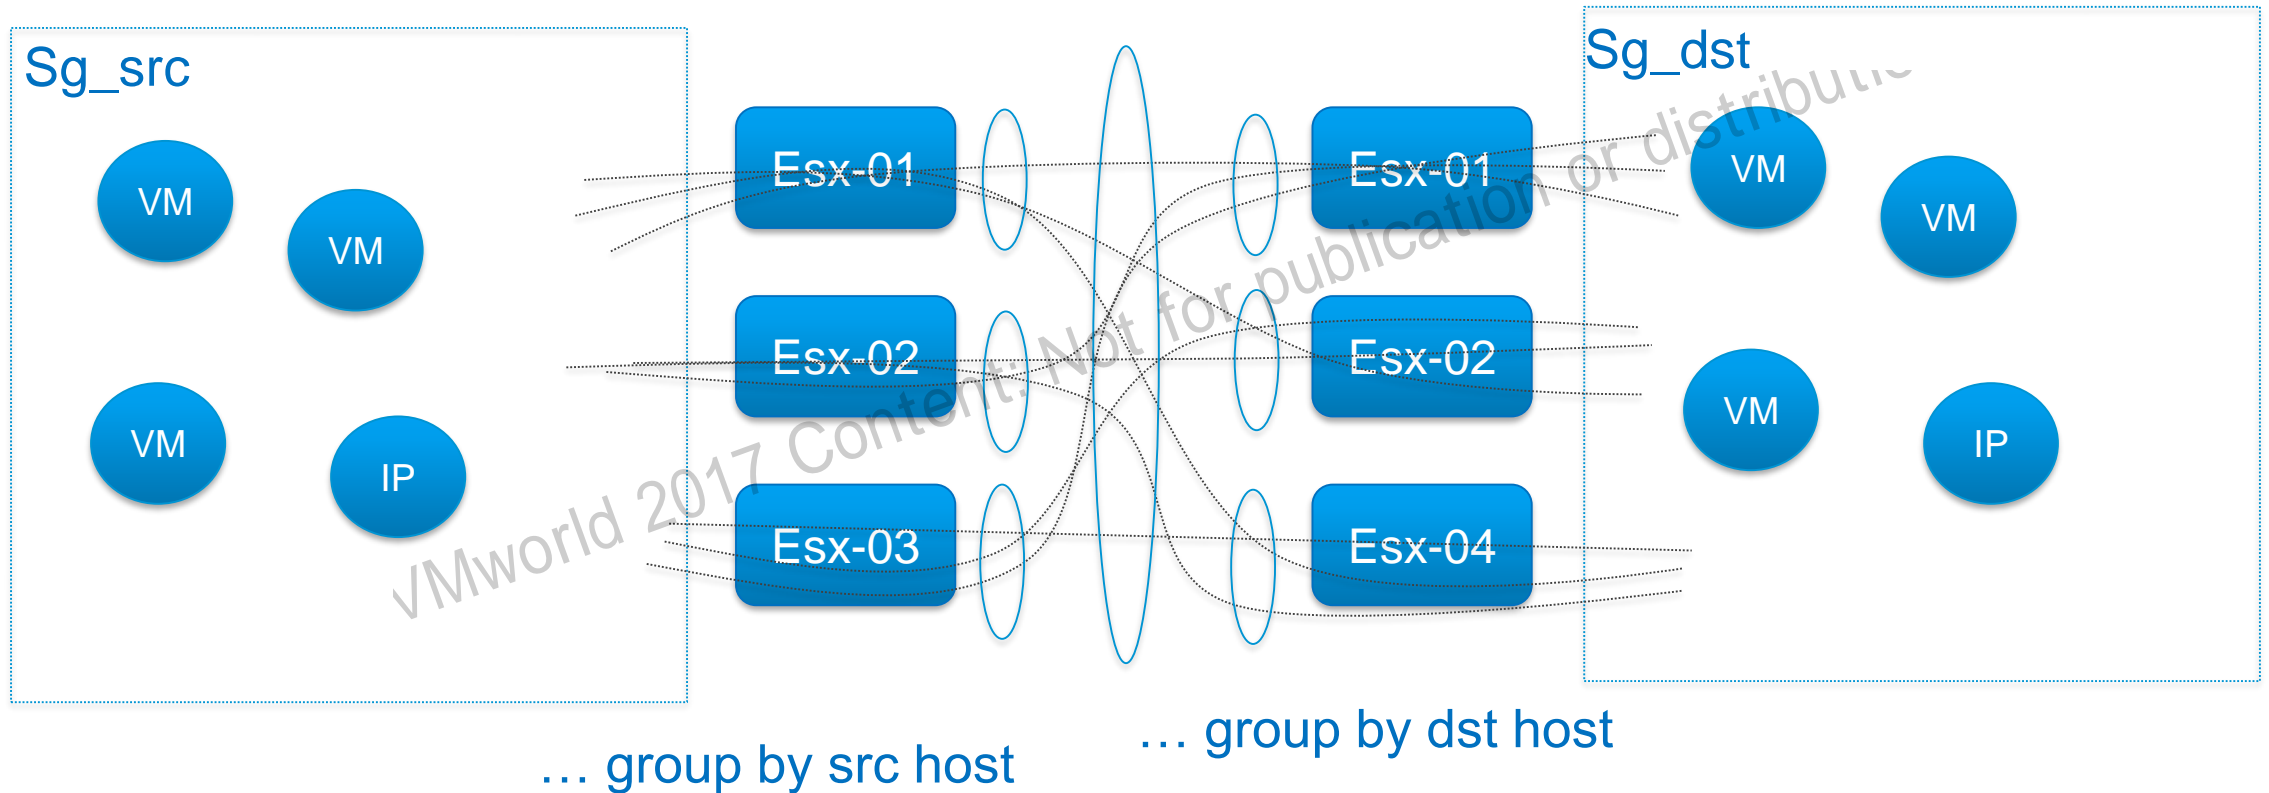 Sg_src
Sg_dst
VM
VM
VM
IP
Esx-01
Esx-02
Esx-03
Esx-01
Esx-02
Esx-04
VM
VM
VM
IP
VMworld 2017 Content: Not for publication or distributio
… group by src host
… group by dst host